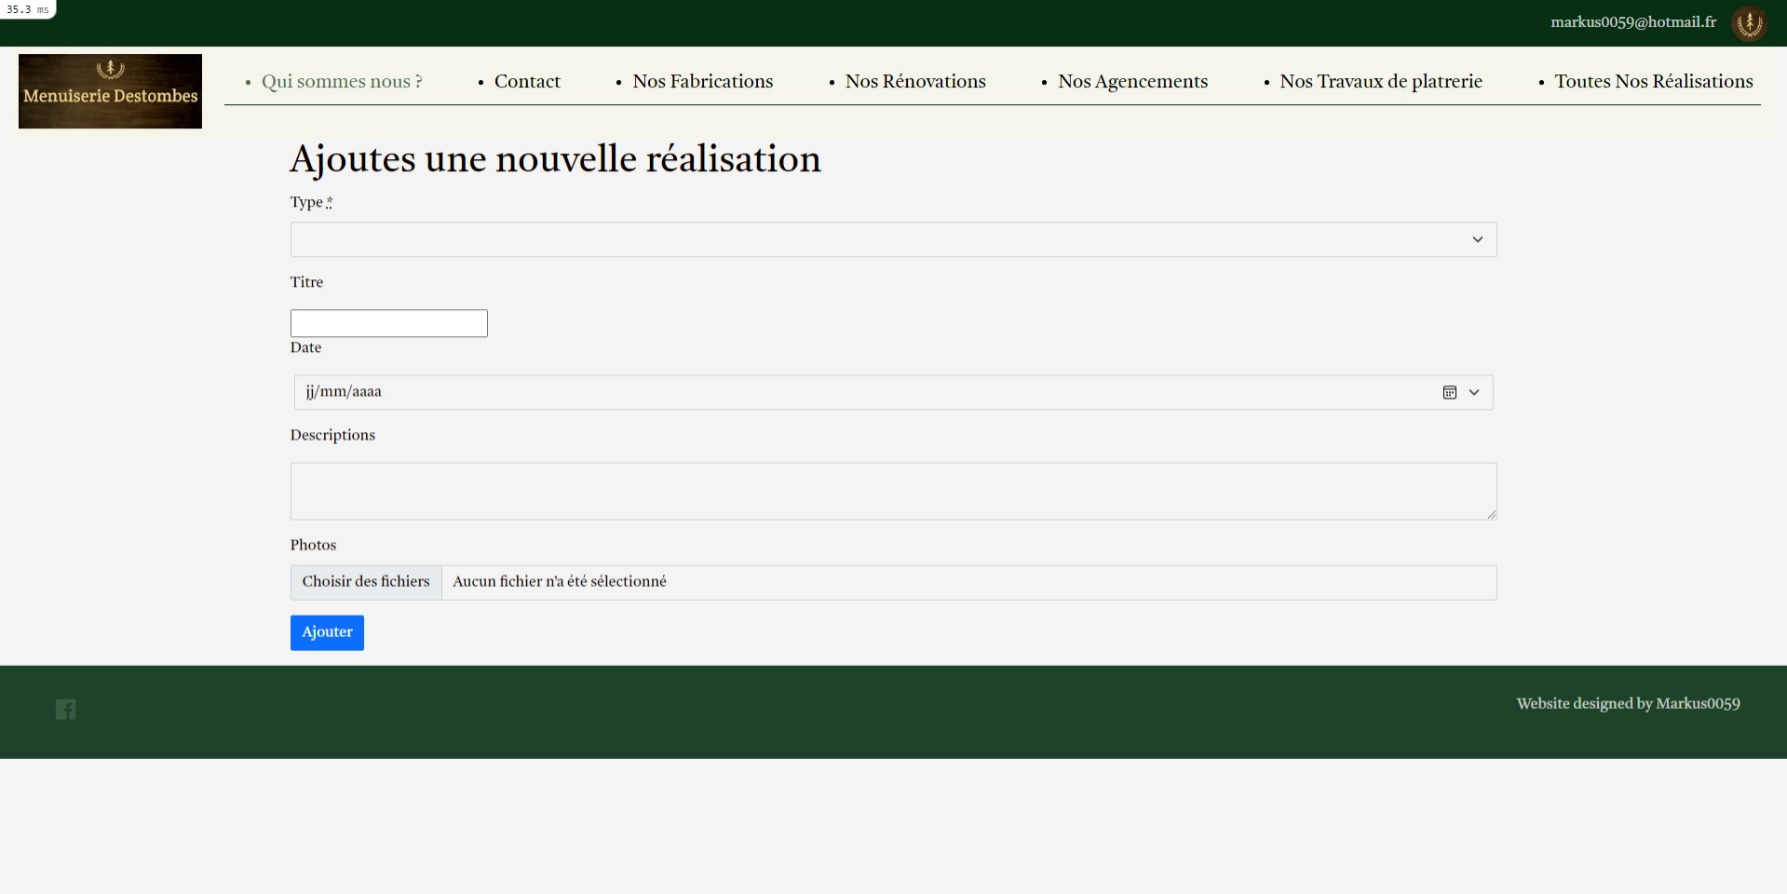 35.3 ms
markus0059@hotmail.fr
Menuiserie Destombes
• Qui sommes nous ? • Contact • Nos Fabrications • Nos Rénovations • Nos Agencements • Nos Travaux de platrerie • Toutes Nos Réalisations
Ajoutes une nouvelle réalisation
Type *
Titre
Date
jj/mm/aaaa
Descriptions
Photos
Choisir des fichiers Aucun fichier n'a été sélectionné
Ajouter
Website designed by Markus0059